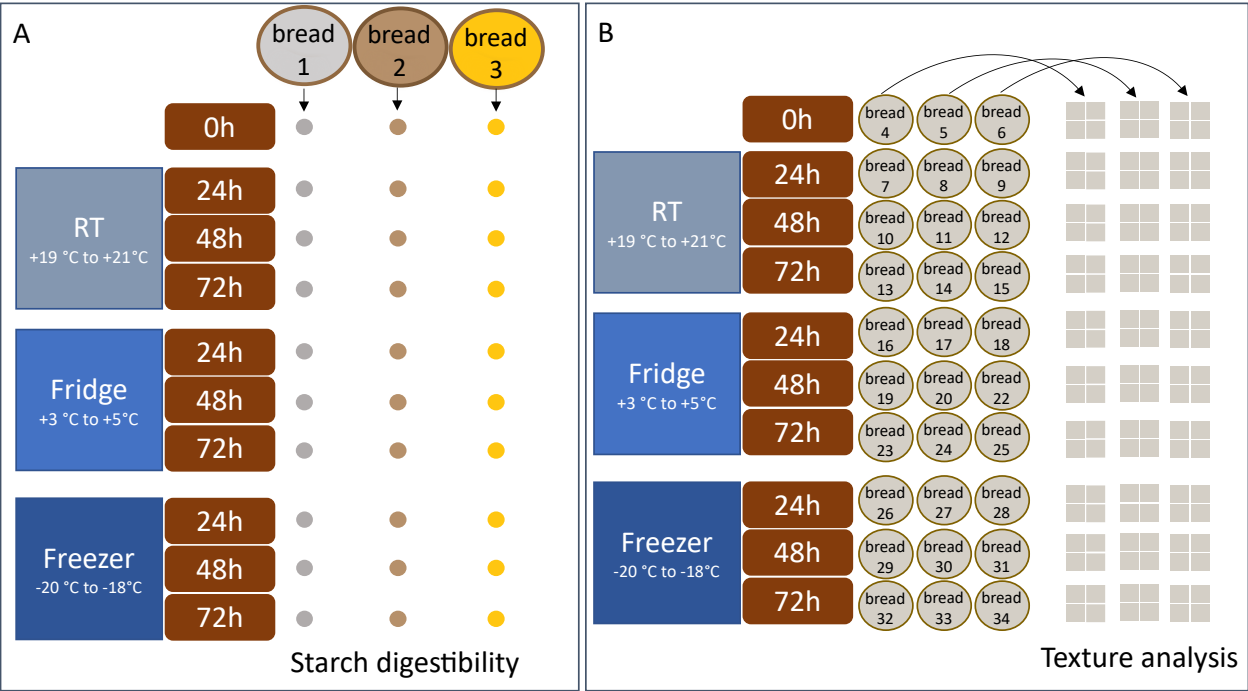 A
bread
1
bread
2
bread
3
0h
RT
+19 °C to +21°C
24h
48h
72h
Fridge
+3 °C to +5°C
24h
48h
72h
Freezer
-20 °C to -18°C
24h
48h
72h
Starch digestibility
B
0h
bread
4
bread
5
bread
6
RT
+19 °C to +21°C
24h
bread
7
bread
8
bread
9
48h
bread
10
bread
11
bread
12
72h
bread
13
bread
14
bread
15
Fridge
+3 °C to +5°C
24h
bread
16
bread
17
bread
18
48h
bread
19
bread
20
bread
22
72h
bread
23
bread
24
bread
25
Freezer
-20 °C to -18°C
24h
bread
26
bread
27
bread
28
48h
bread
29
bread
30
bread
31
72h
bread
32
bread
33
bread
34
Texture analysis